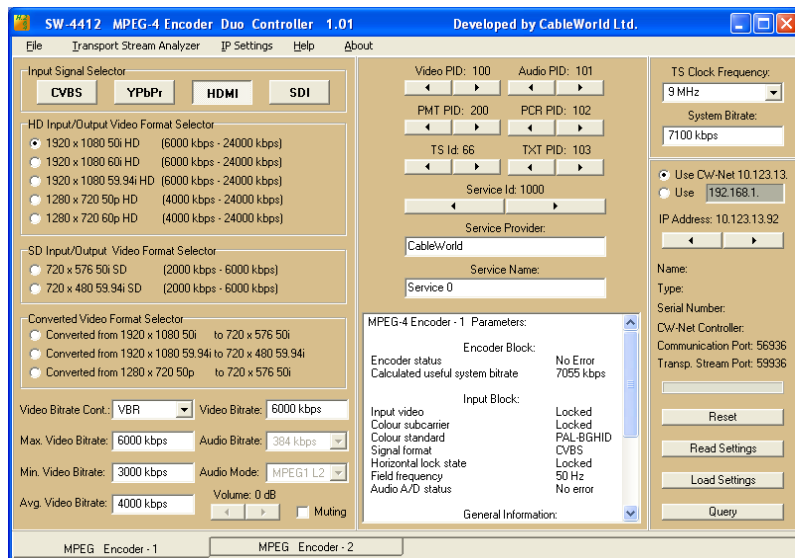 SW-4412 MPEG-4 Encoder Duo Controller 1.01 Developed by CableWorld Ltd.
File Transport Stream Analyzer IP Settings Help About
Input Signal Selector
CVBS YPbPr HDMI SDI
HD Input/Output Video Format Selector
1920 x 1080 50i HD (6000 kbps - 24000 kbps)
1920 x 1080 60i HD (6000 kbps - 24000 kbps)
1920 x 1080 59.94i HD (6000 kbps - 24000 kbps)
1280 x 720 50p HD (4000 kbps - 24000 kbps)
1280 x 720 60p HD (4000 kbps - 24000 kbps)
SD Input/Output Video Format Selector
720 x 576 50i SD (2000 kbps - 6000 kbps)
720 x 480 59.94i SD (2000 kbps - 6000 kbps)
Converted Video Format Selector
Converted from 1920 x 1080 50i to 720 x 576 50i
Converted from 1920 x 1080 59.94i to 720 x 480 59.94i
Converted from 1280 x 720 50p to 720 x 576 50i
Video Bitrate Cont.: VBR Video Bitrate: 6000 kbps
Max. Video Bitrate: 6000 kbps Audio Bitrate: 384 kbps
Min. Video Bitrate: 3000 kbps Audio Mode: MPEG1 L2
Avg. Video Bitrate: 4000 kbps Volume: 0 dB Muting
Video PID: 100 Audio PID: 101
PMT PID: 200 PCR PID: 102
TS Id: 66 TXT PID: 103
Service Id: 1000
Service Provider:
CableWorld
Service Name:
Service 0
MPEG-4 Encoder - 1 Parameters:
Encoder Block:
Encoder status No Error
Calculated useful system bitrate 7055 kbps
Input Block:
Input video Locked
Colour subcarrier Locked
Colour standard PAL-BGHID
Signal format CVBS
Horizontal lock state Locked
Field frequency 50 Hz
Audio A/D status No error
General Information:
TS Clock Frequency:
9 MHz
System Bitrate:
7100 kbps
Use CW-Net 10.123.13.
Use 192.168.1.
IP Address: 10.123.13.92
Name:
Type:
Serial Number:
CW-Net Controller:
Communication Port: 56936
Transp. Stream Port: 59936
Reset
Read Settings
Load Settings
Query
MPEG Encoder - 1 MPEG Encoder - 2